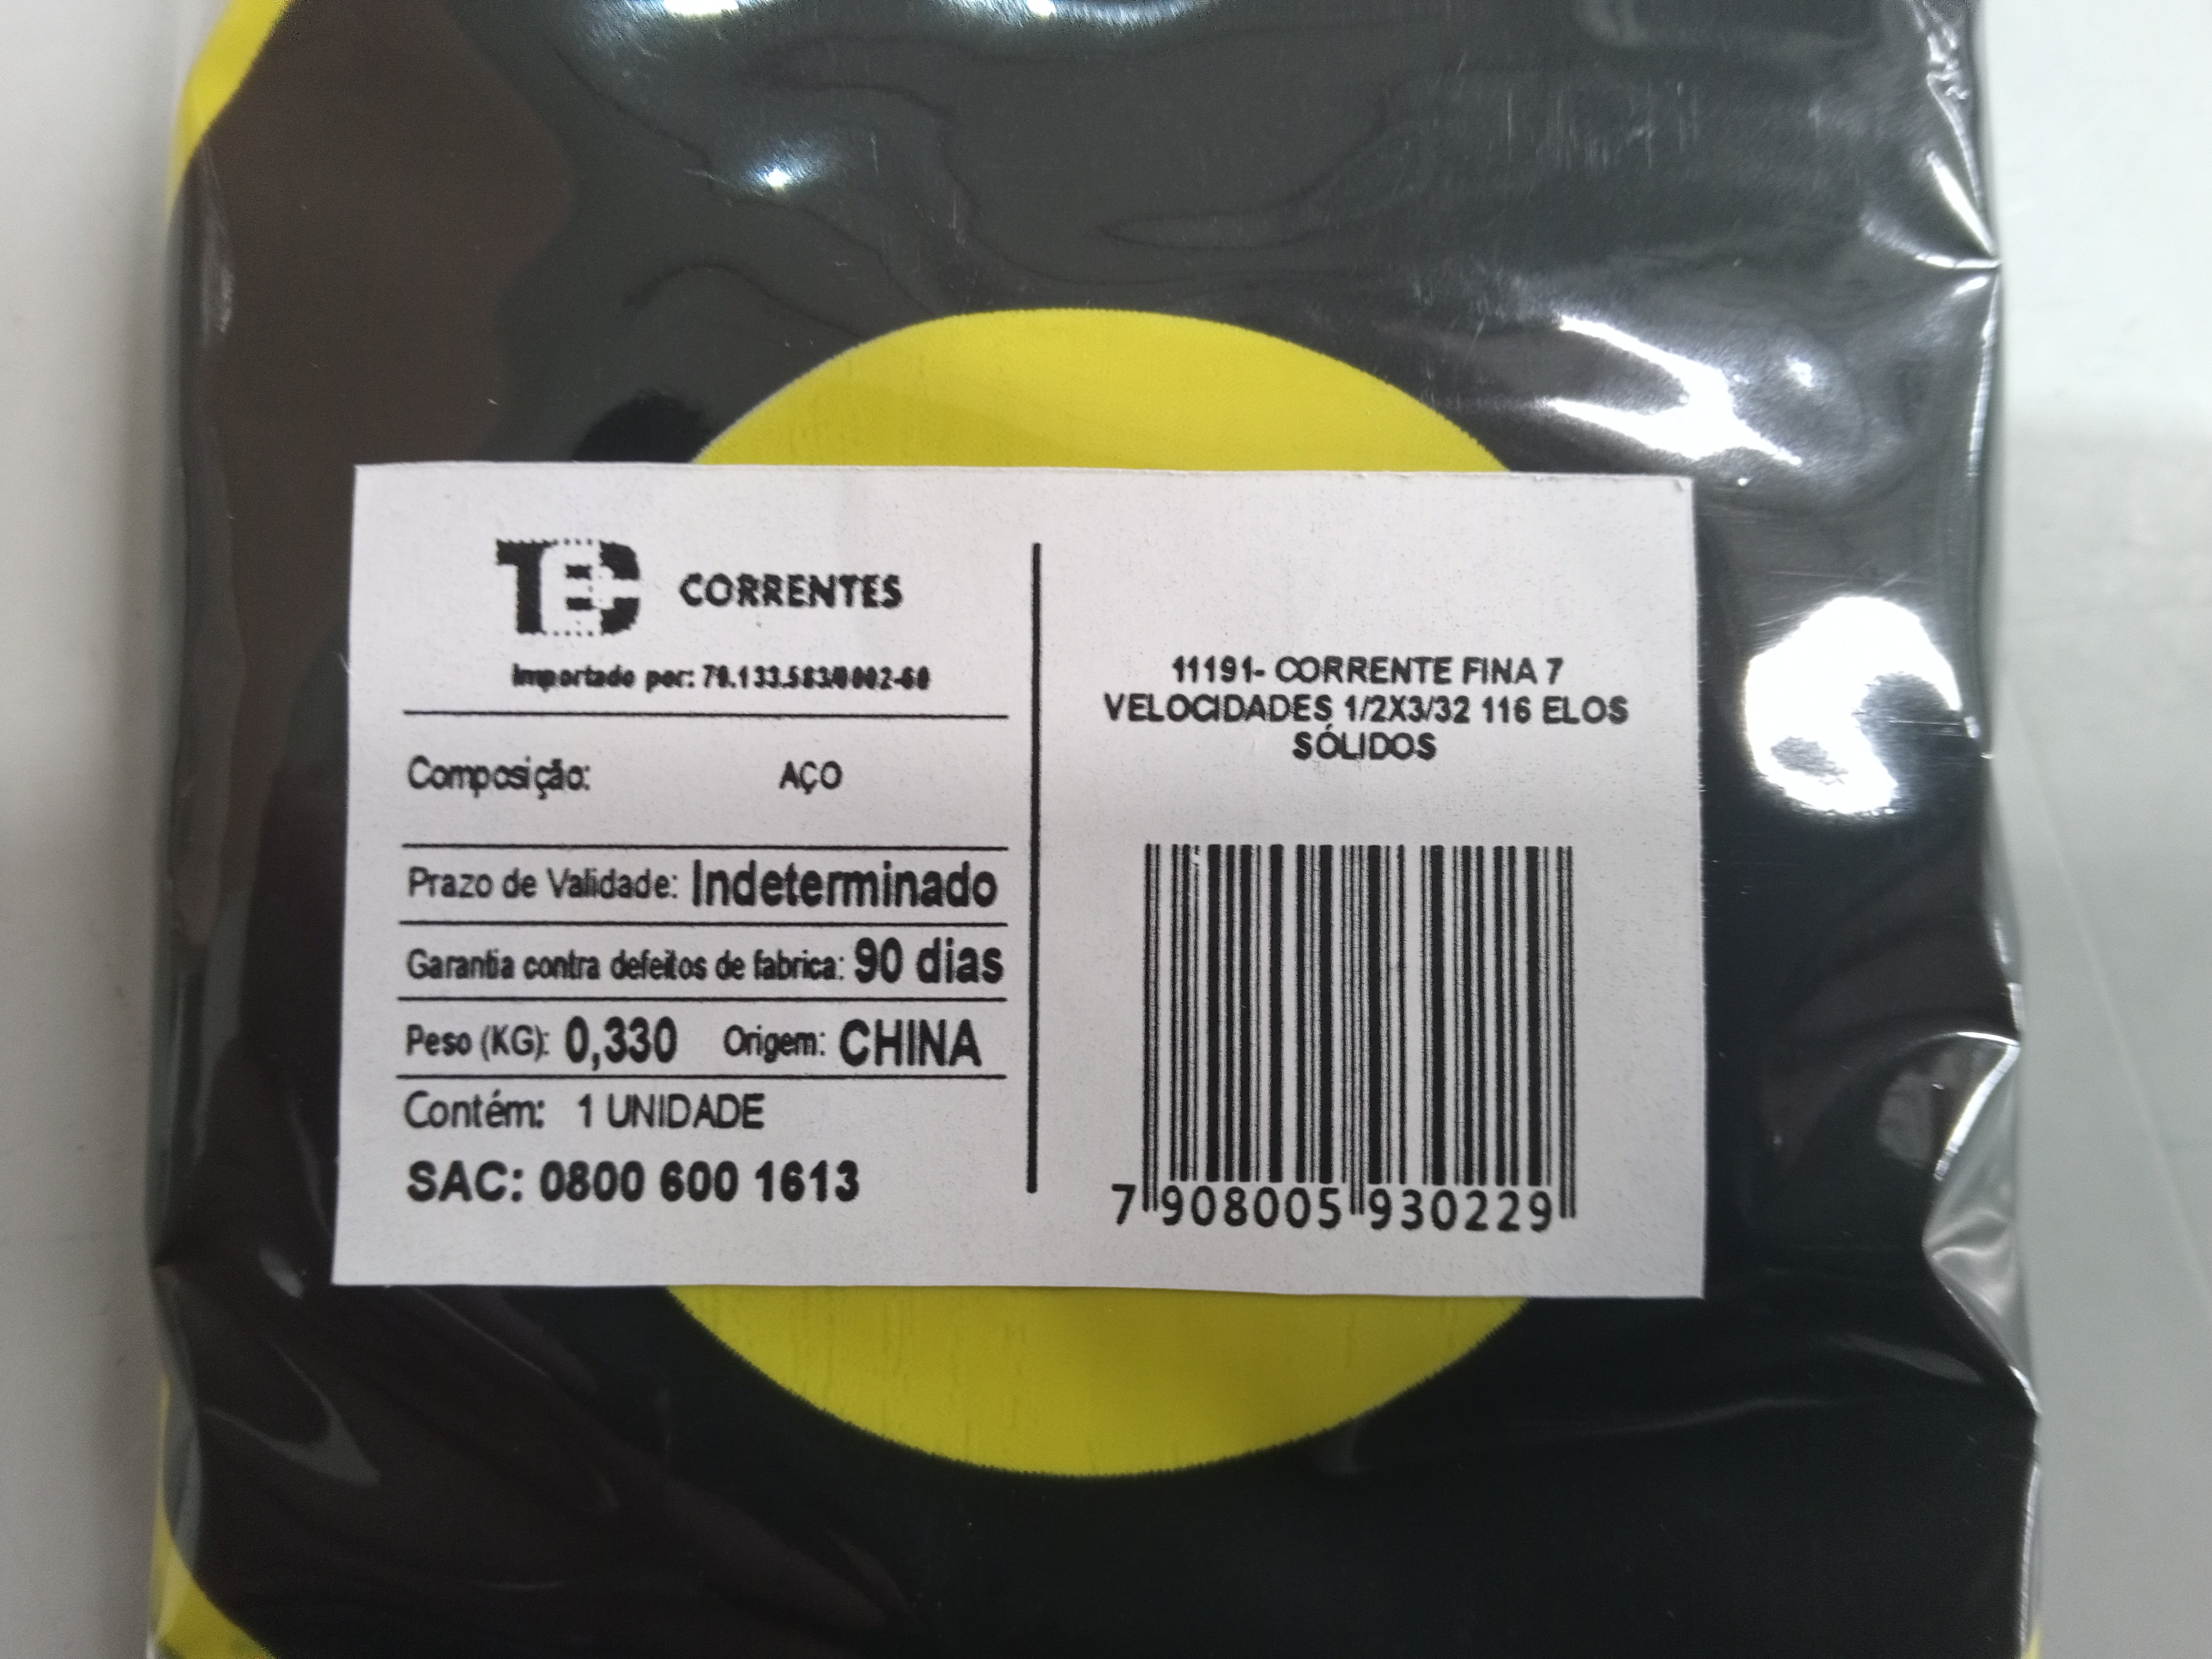 TEC CORRENTES
Importado por: 79.133.583/0002-60
Composição: AÇO
Prazo de Validade: Indeterminado
Garantia contra defeitos de fabrica: 90 dias
Peso (KG): 0,330 Origem: CHINA
Contém: 1 UNIDADE
SAC: 0800 600 1613
11191- CORRENTE FINA 7
VELOCIDADES 1/2X3/32 116 ELOS
SÓLIDOS
7 908005 930229